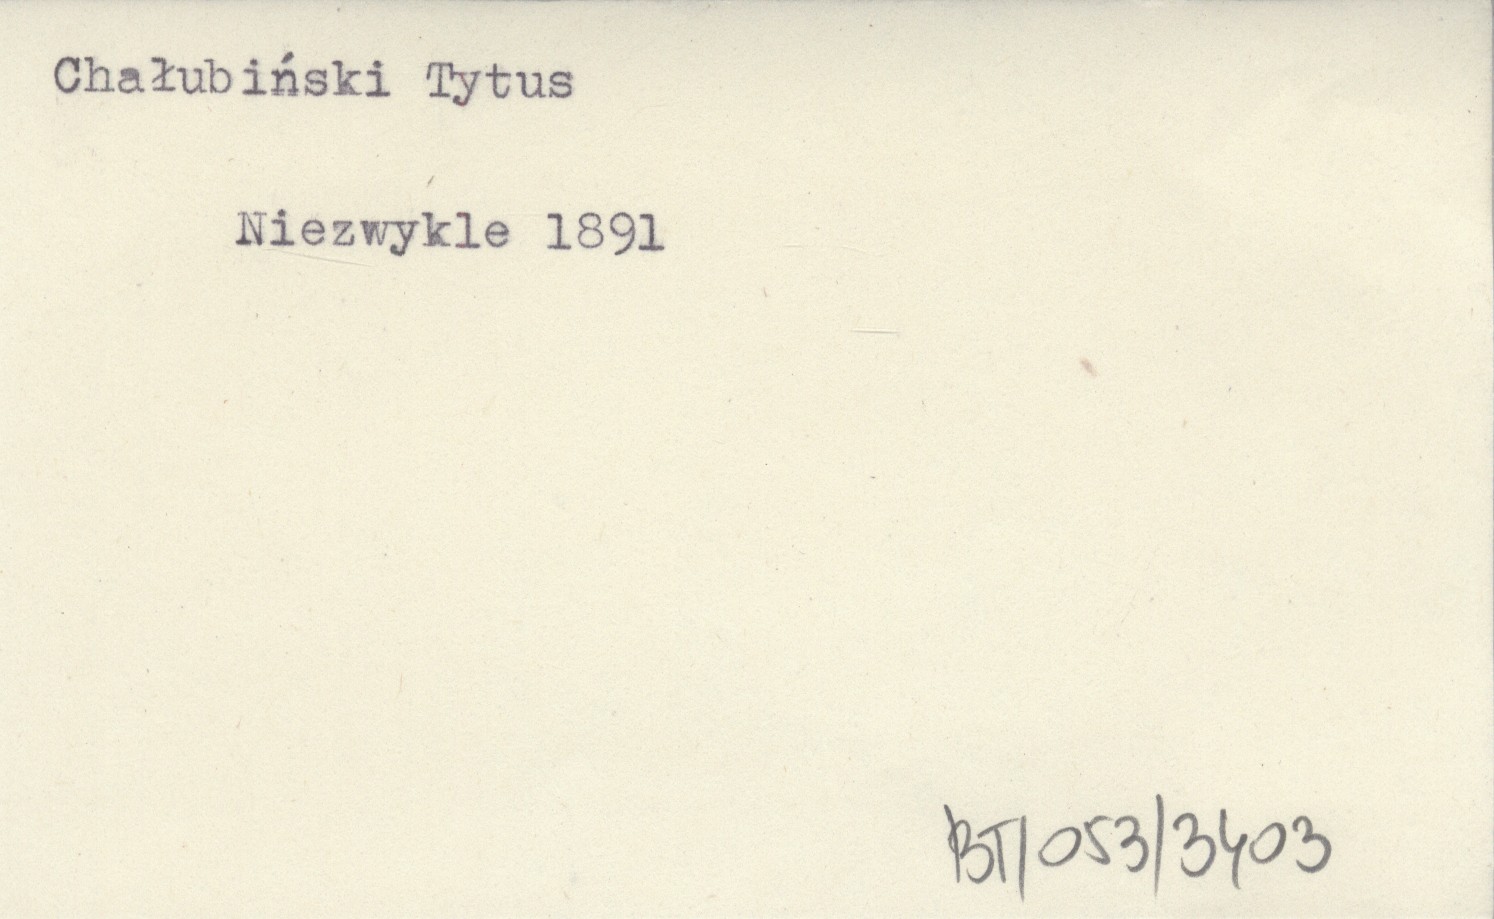 Chałubiński Tytus
Niezwykle 1891
BT/053/3403